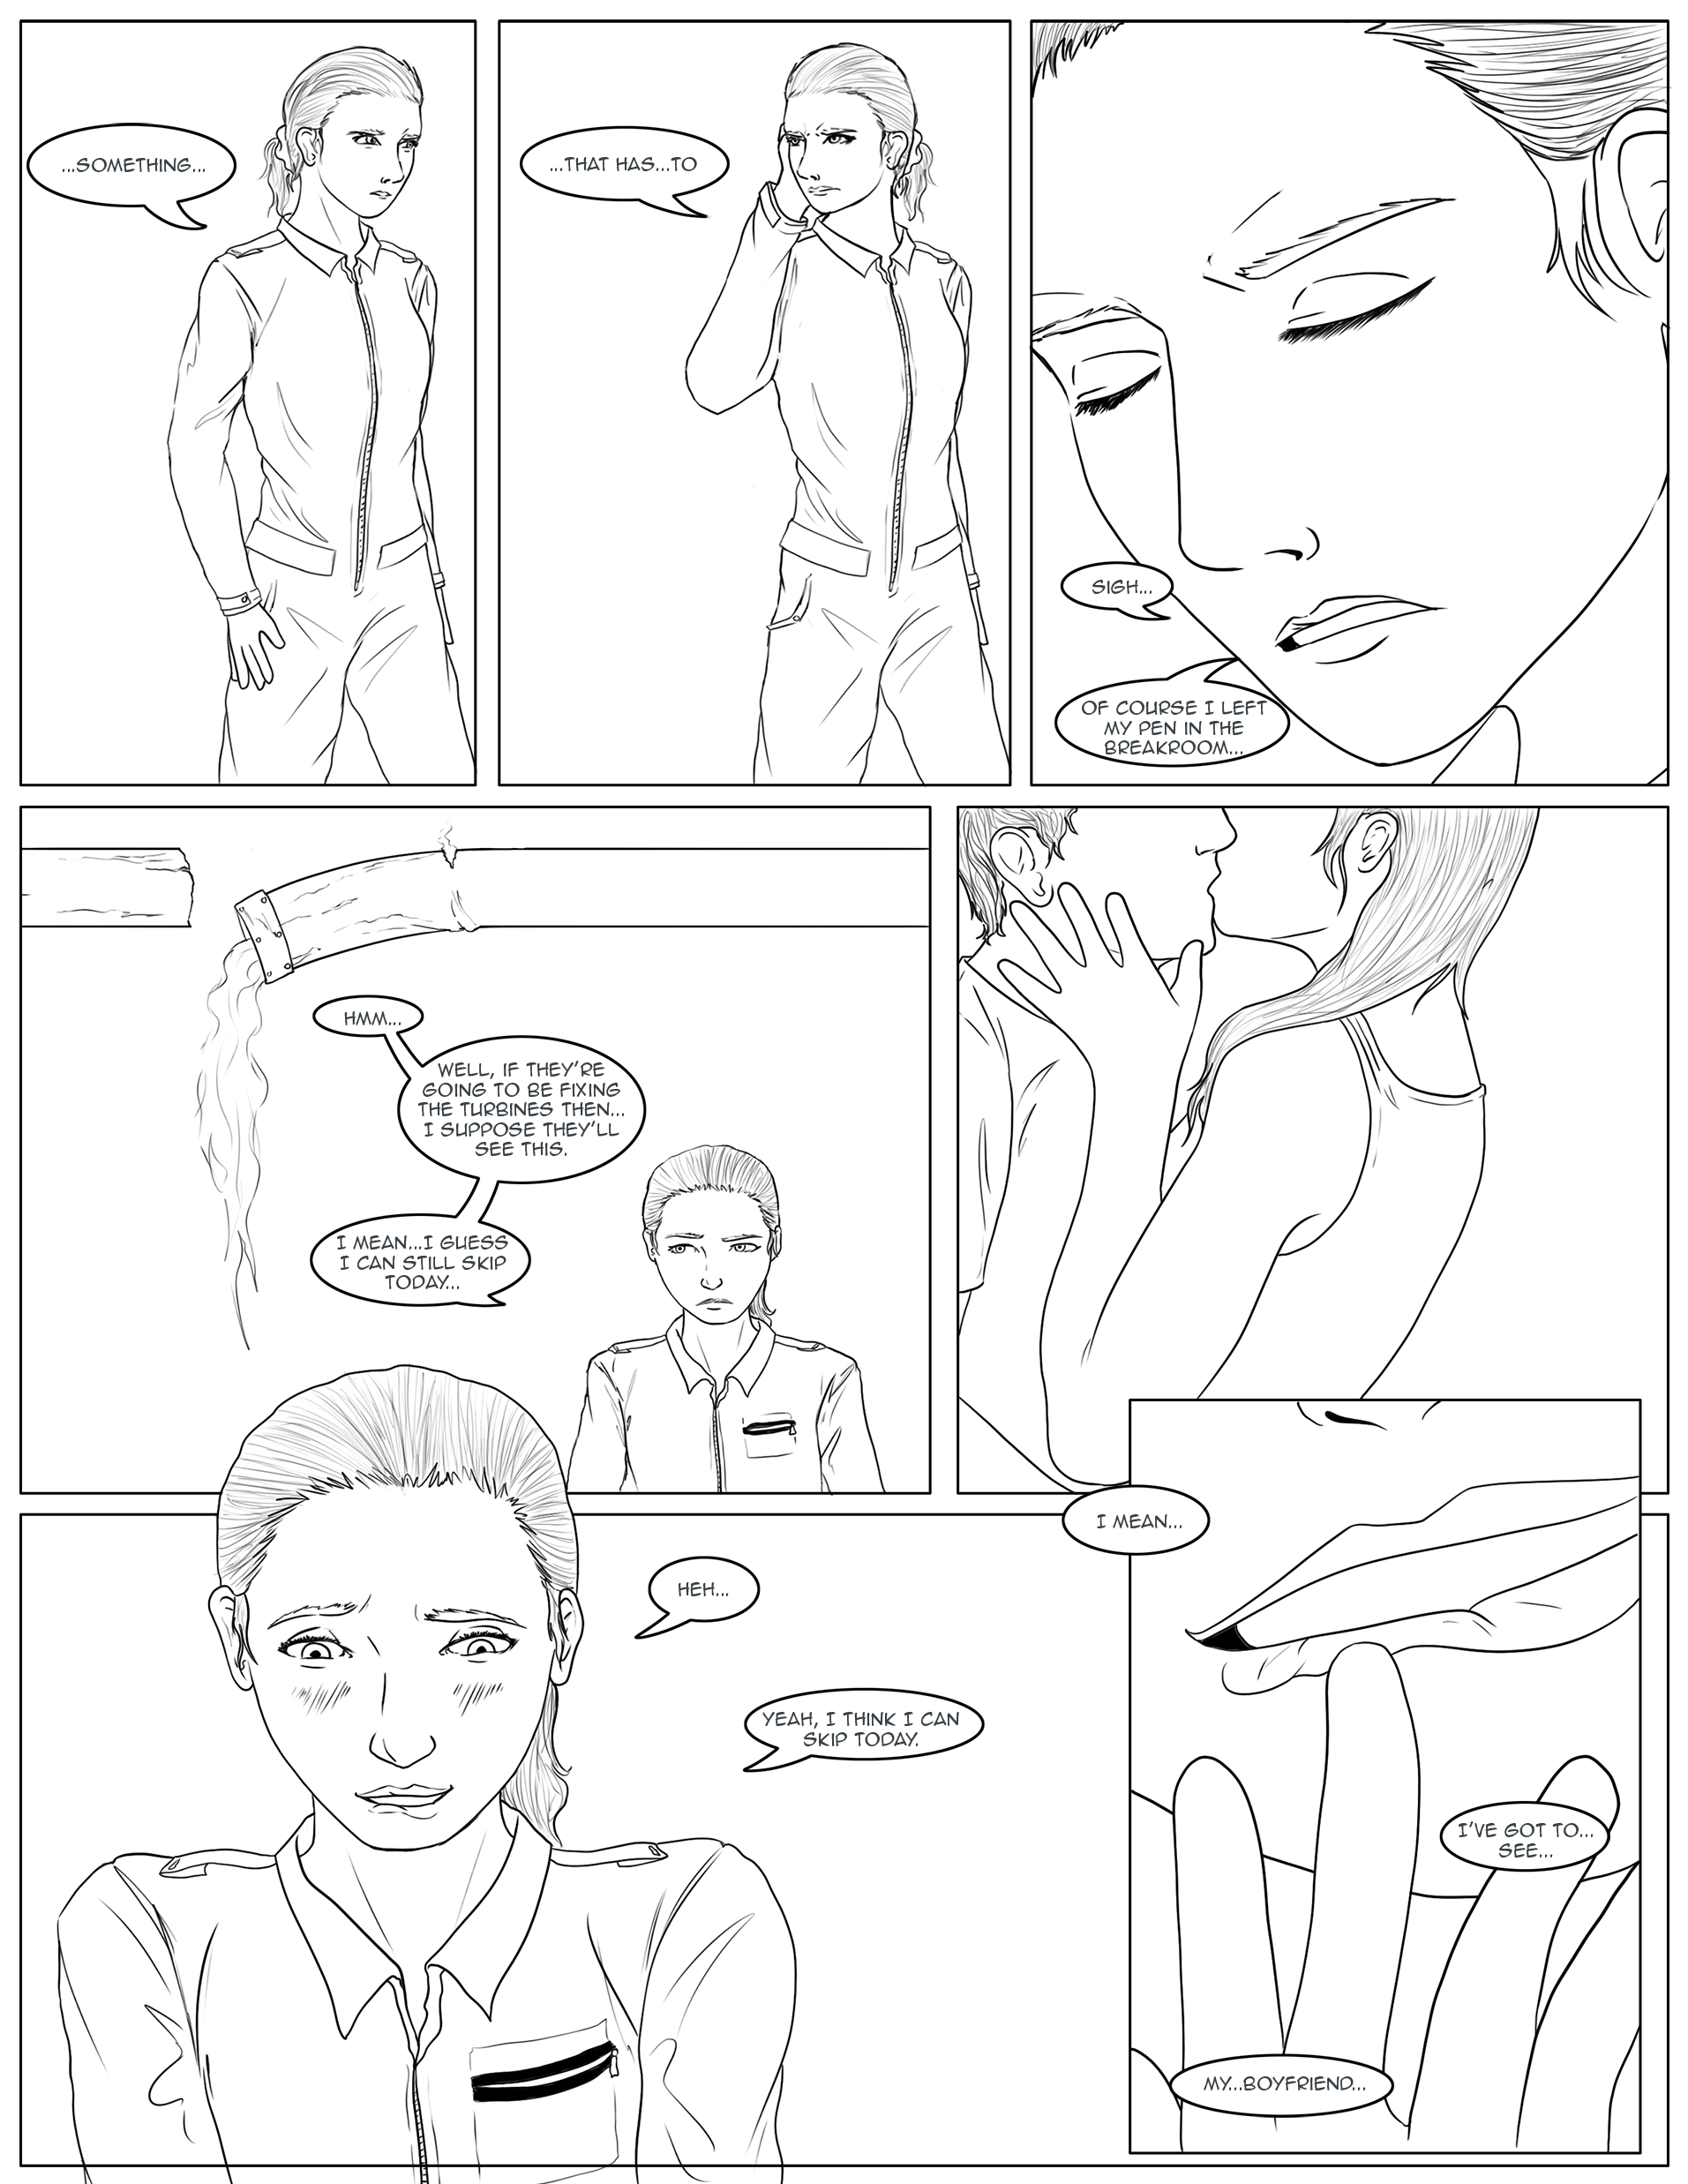 ...SOMETHING...
...THAT HAS...TO
SIGH...
OF COURSE I LEFT
MY PEN IN THE
BREAKROOM...
HMM...
WELL, IF THEY'RE
GOING TO BE FIXING
THE TURBINES THEN...
I SUPPOSE THEY'LL
SEE THIS.
I MEAN...I GUESS
I CAN STILL SKIP
TODAY...
HEH...
YEAH, I THINK I CAN
SKIP TODAY.
I MEAN...
I'VE GOT TO...
SEE...
MY...BOYFRIEND...